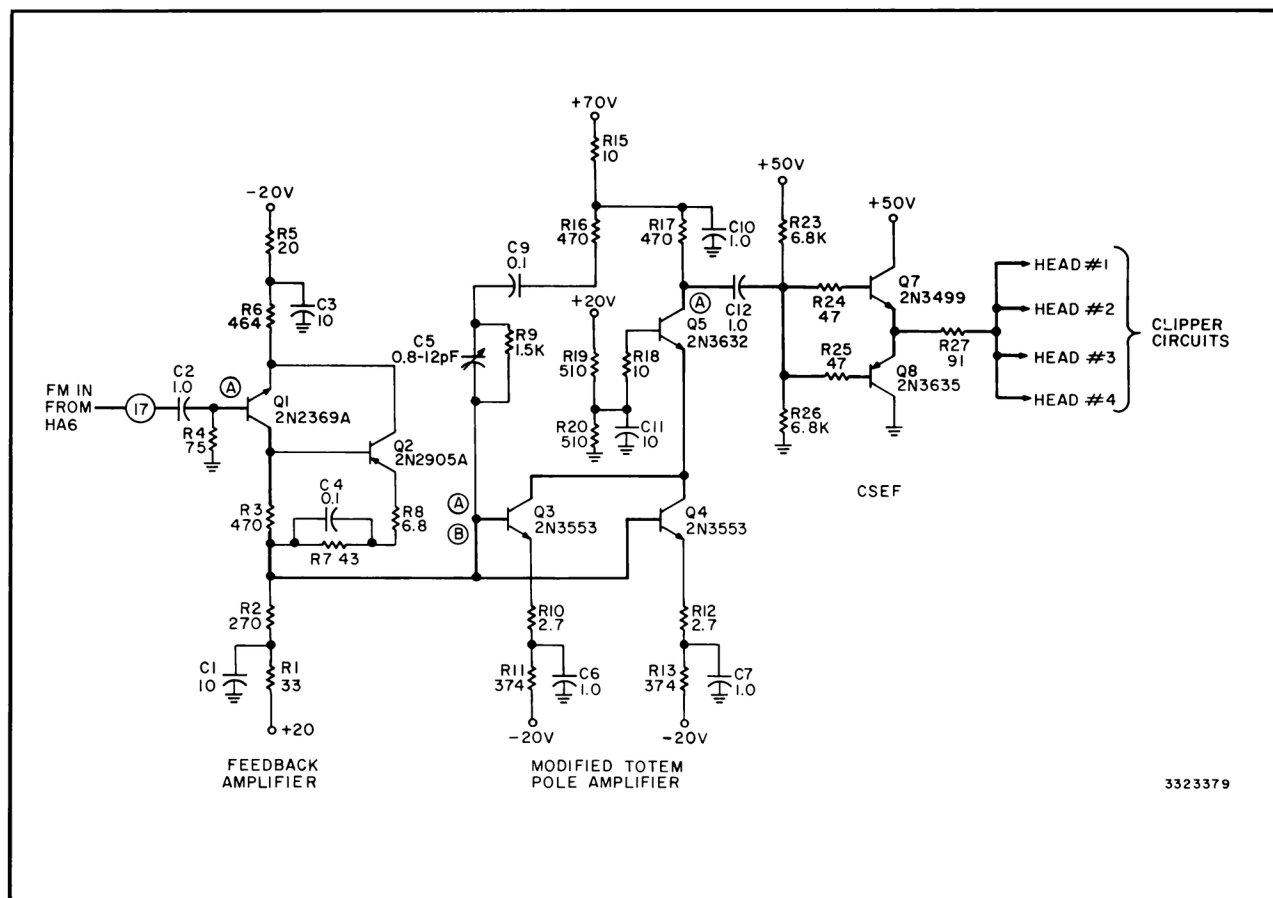 +70V
R15
10
-20V
R5
20
R6
464
C3
10
FM IN
FROM
HA6
17
C2
1.0
A
R4
75
Q1
2N2369A
Q2
2N2905A
R3
470
C4
0.1
R7 43
R8
6.8
R2
270
C1
10
R1
33
+20
FEEDBACK
AMPLIFIER
C9
0.1
R16
470
R17
470
C10
1.0
C5
0.8-12pF
R9
1.5K
+20V
R19
510
R18
10
R20
510
C11
10
A
Q5
2N3632
A
B
Q3
2N3553
Q4
2N3553
R10
2.7
R11
374
C6
1.0
-20V
R12
2.7
R13
374
C7
1.0
-20V
MODIFIED TOTEM
POLE AMPLIFIER
C12
1.0
+50V
R23
6.8K
+50V
R24
47
Q7
2N3499
R25
47
Q8
2N3635
R26
6.8K
R27
91
CSEF
HEAD #1
HEAD #2
HEAD #3
HEAD #4
CLIPPER
CIRCUITS
3323379